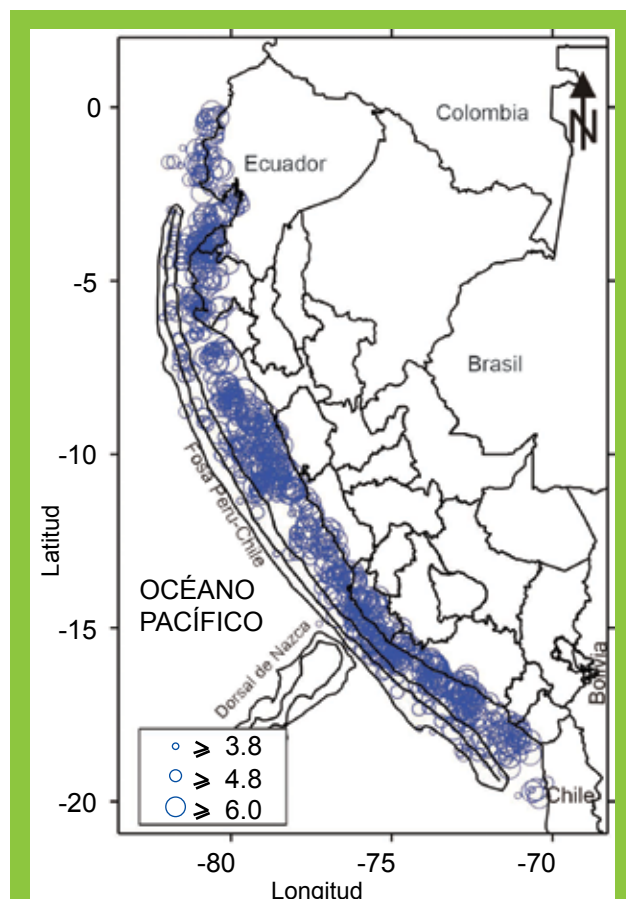 0
-5
-10
-15
-20
Latitud
Colombia
N
Ecuador
Brasil
Fosa Peru-Chile
OCÉANO
PACÍFICO
Dorsal de Nazca
Bolivia
Chile
⩾ 3.8
⩾ 4.8
⩾ 6.0
-80 -75 -70
Longitud